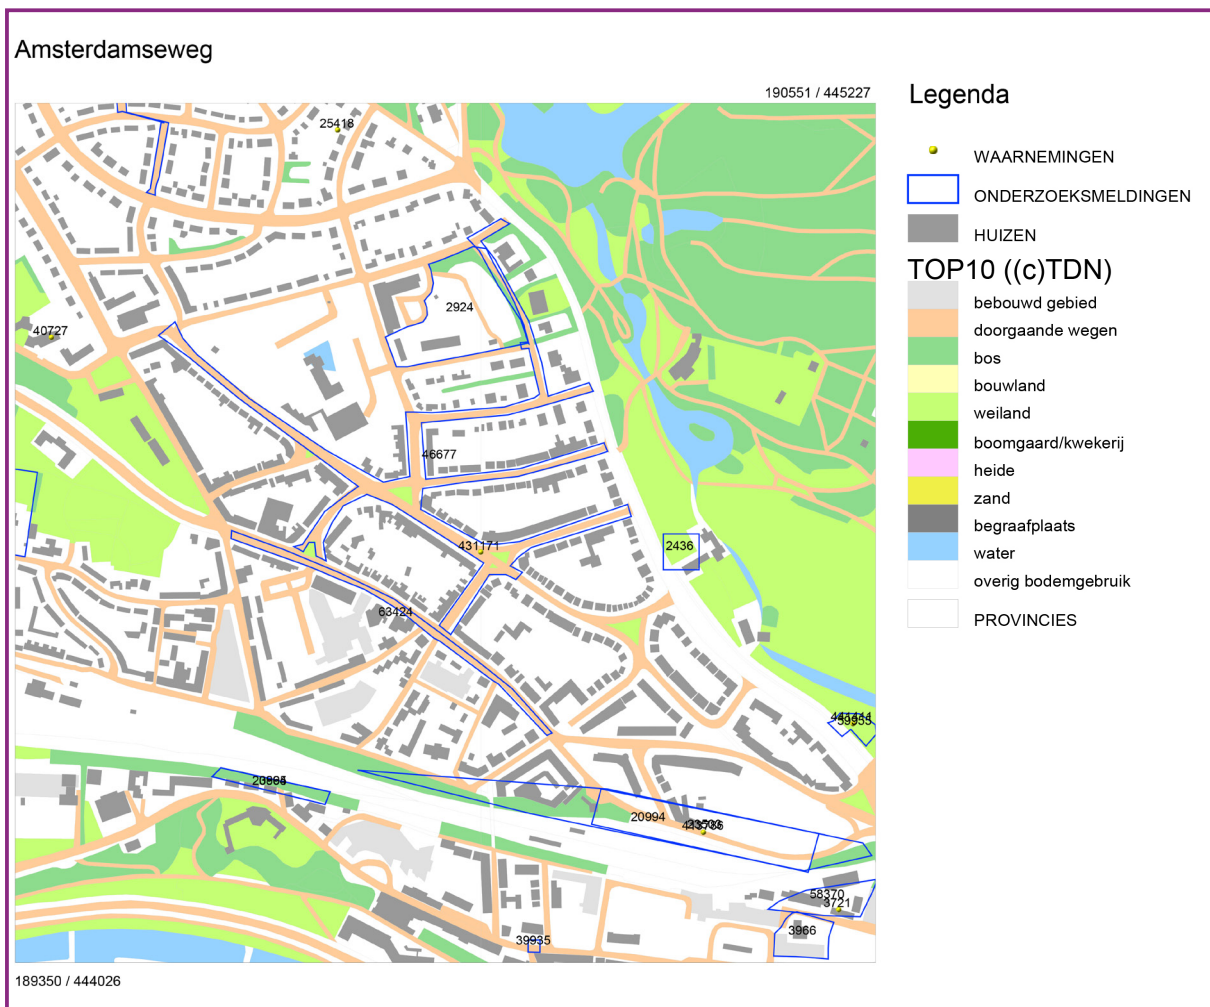 Amsterdamseweg
190551 / 445227
25418
40727
2924
46677
431171
2436
63424
20994
58370
3721
3966
39935
189350 / 444026
Legenda
WAARNEMINGEN
ONDERZOEKSMELDINGEN
HUIZEN
TOP10 ((c)TDN)
bebouwd gebied
doorgaande wegen
bos
bouwland
weiland
boomgaard/kwekerij
heide
zand
begraafplaats
water
overig bodemgebruik
PROVINCIES